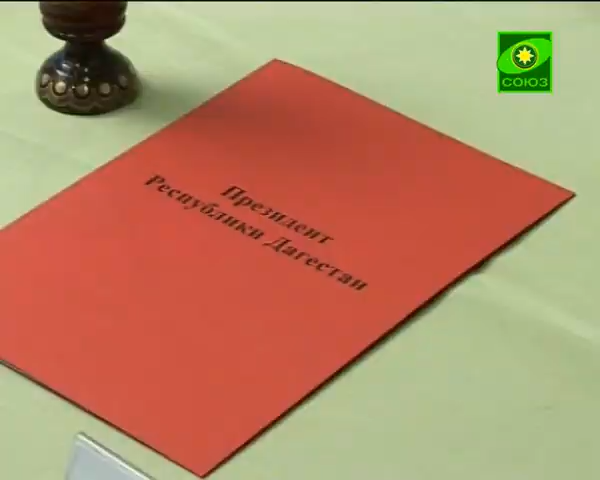 СОЮЗ
Президент
Республики Дагестан